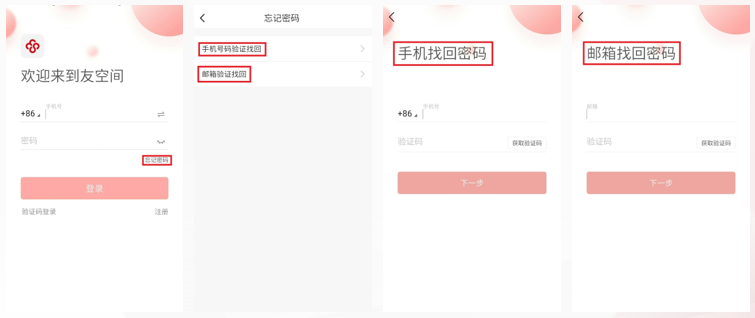 欢迎来到友空间
手机号
+86
密码
忘记密码
登录
验证码登录
注册
忘记密码
手机号码验证找回
邮箱验证找回
手机找回密码
手机号
+86
验证码
获取验证码
下一步
邮箱找回密码
邮箱
验证码
获取验证码
下一步